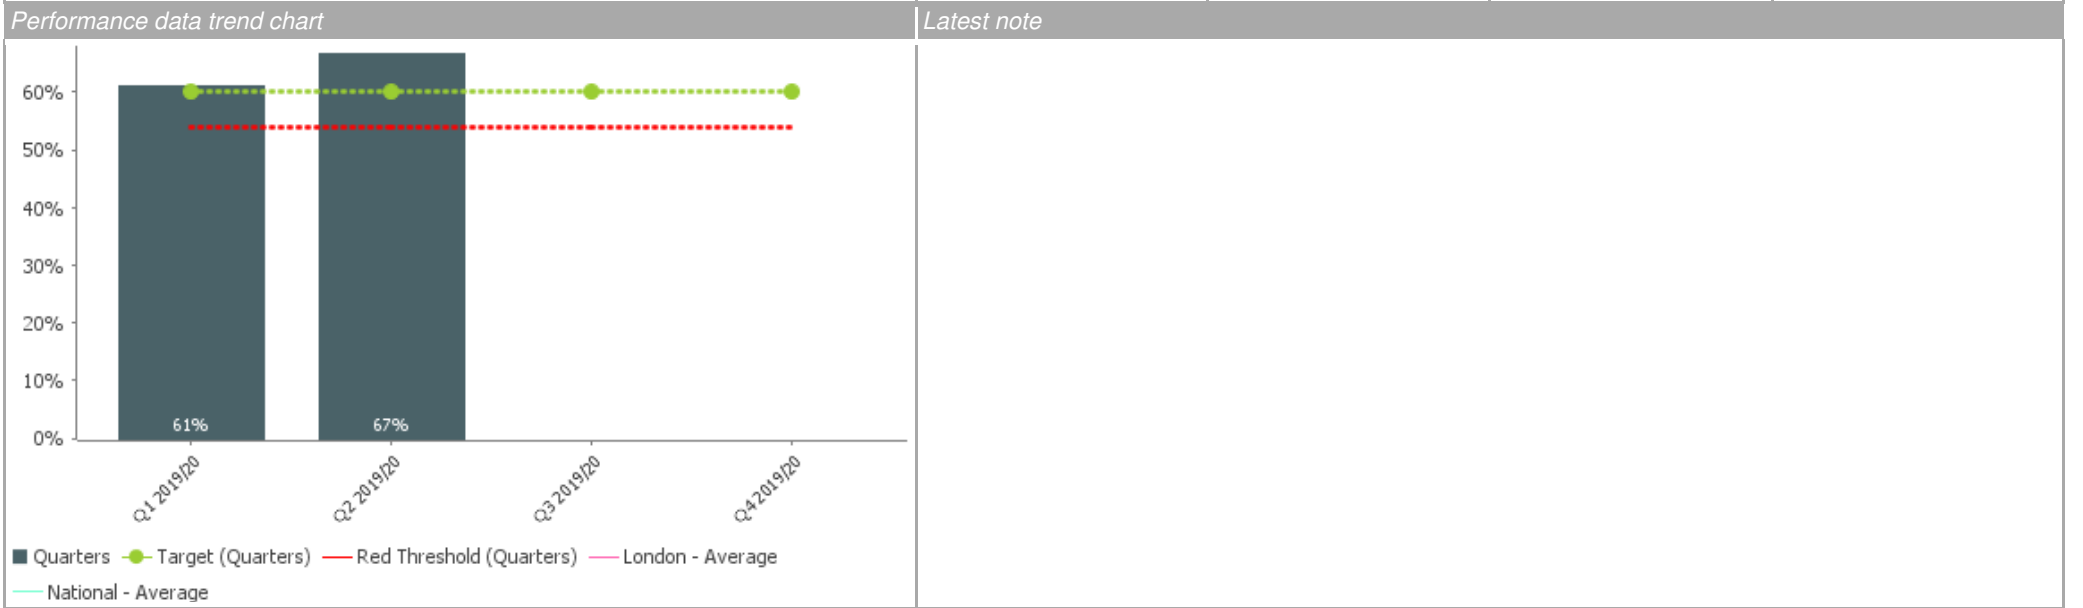 Performance data trend chart
Latest note
60%
50%
40%
30%
20%
10%
0%
61%
67%
Q1 2019/20
Q2 2019/20
Q3 2019/20
Q4 2019/20
Quarters Target (Quarters) Red Threshold (Quarters) London - Average
National - Average